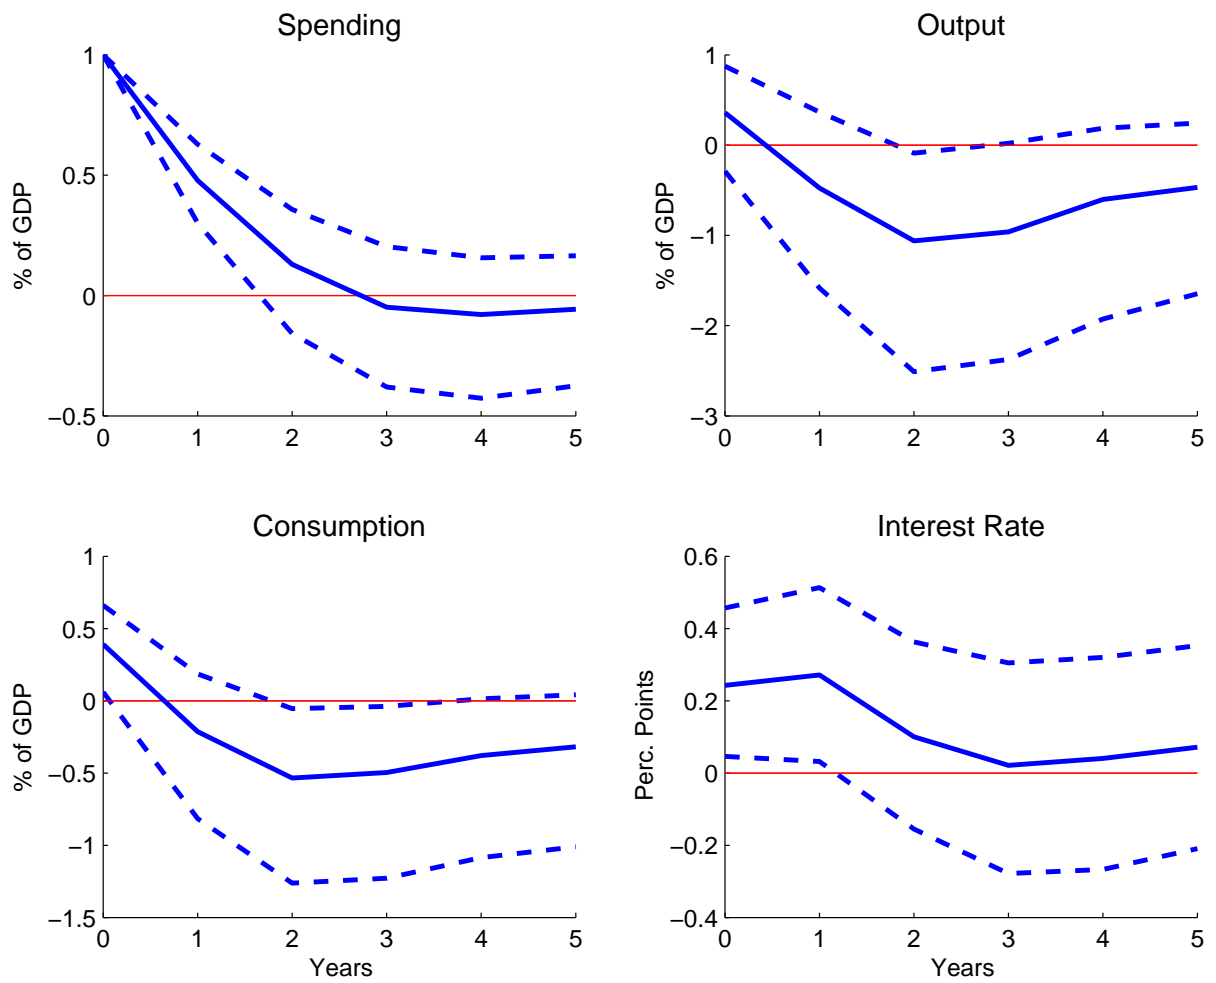 Spending
% of GDP
1
0.5
0
−0.5
0 1 2 3 4 5
Output
% of GDP
1
0
−1
−2
−3
0 1 2 3 4 5
Consumption
% of GDP
1
0.5
0
−0.5
−1
−1.5
0 1 2 3 4 5
Years
Interest Rate
Perc. Points
0.6
0.4
0.2
0
−0.2
−0.4
0 1 2 3 4 5
Years